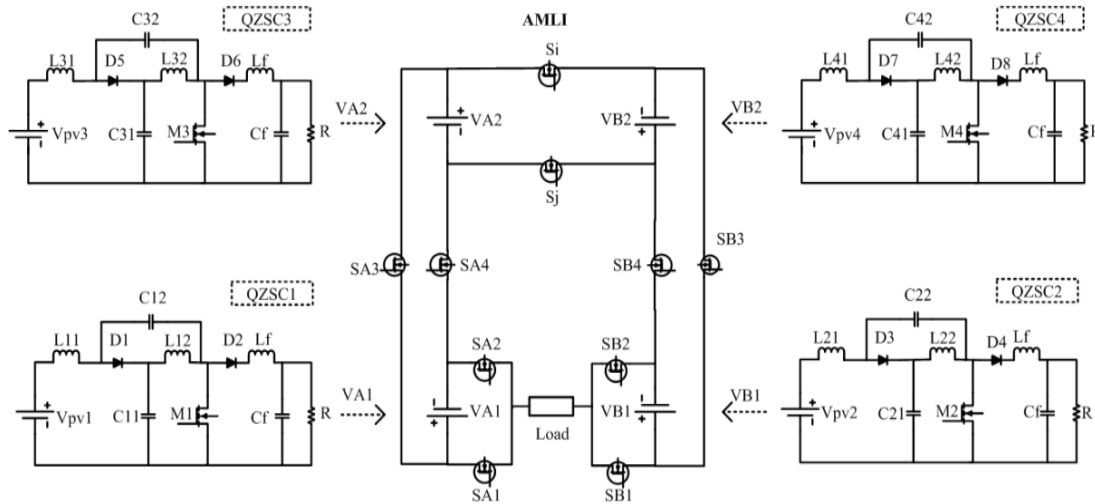 C32
QZSC3
L31
D5
L32
D6
Lf
Vpv3
C31
M3
Cf
R
VA2
AMLI
Si
VA2
VB2
Sj
SA3
SA4
SB4
SB3
SA2
SB2
VA1
VB1
Load
SA1
SB1
VB2
C42
QZSC4
L41
D7
L42
D8
Lf
Vpv4
C41
M4
Cf
C12
QZSC1
L11
D1
L12
D2
Lf
Vpv1
C11
M1
Cf
R
VA1
VB1
C22
QZSC2
L21
D3
L22
D4
Lf
Vpv2
C21
M2
Cf
R